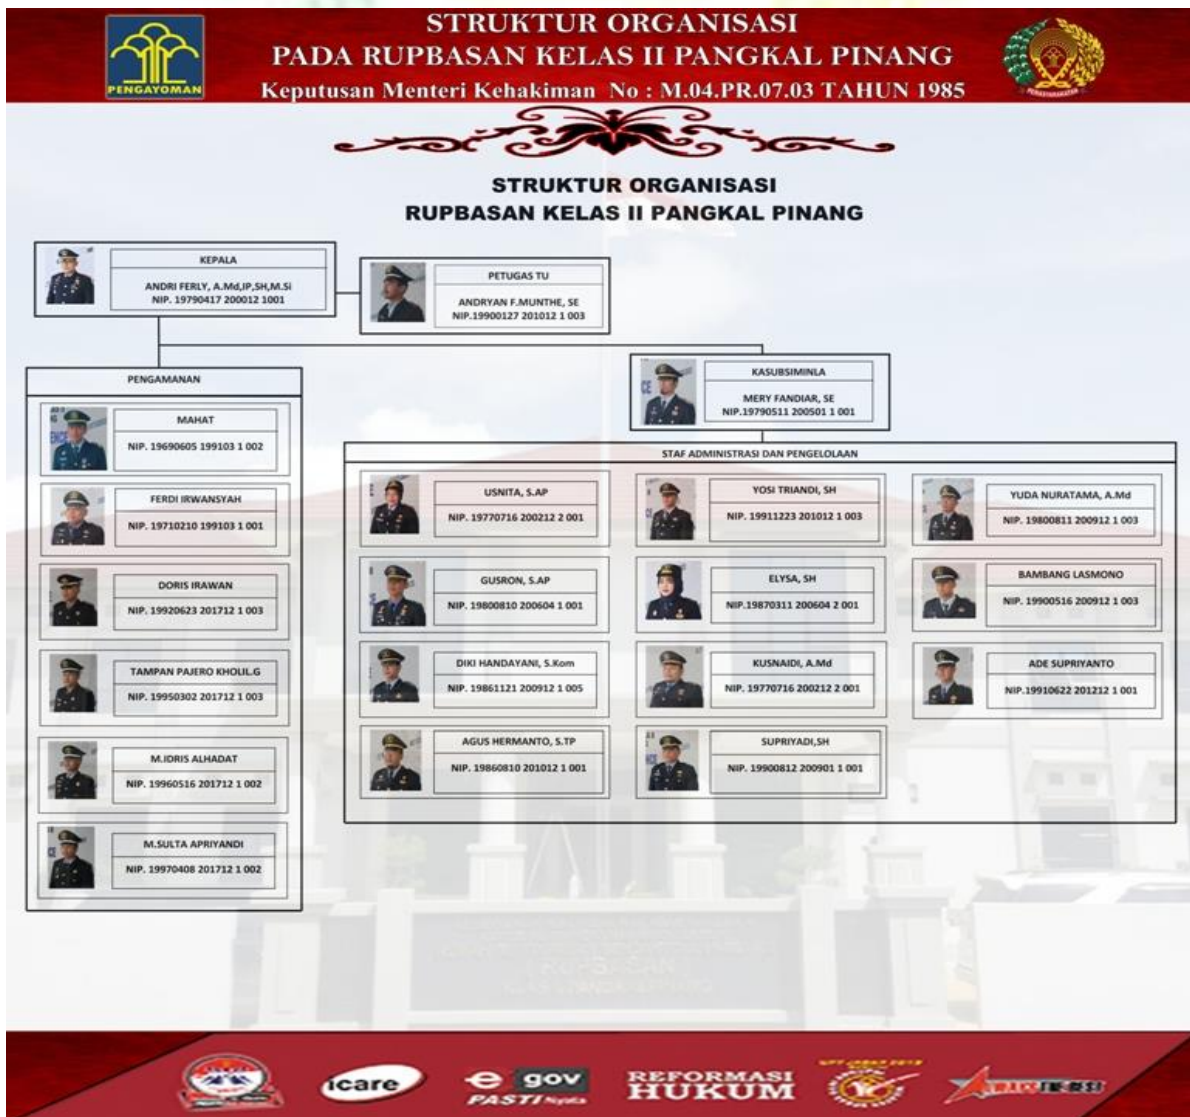 STRUKTUR ORGANISASI
PADA RUPBASAN KELAS II PANGKAL PINANG
Keputusan Menteri Kehakiman No : M.04.PR.07.03 TAHUN 1985
PENGAYOMAN
PEMASYARAKATAN
STRUKTUR ORGANISASI
RUPBASAN KELAS II PANGKAL PINANG
KEPALA
ANDRI FERLY, A.Md,IP,SH,M.Si
NIP. 19790417 200012 1001
PETUGAS TU
ANDRYAN F.MUNTHE, SE
NIP.19900127 201012 1 003
KASUBSIMINLA
MERY FANDIAR, SE
NIP.19790511 200501 1 001
PENGAMANAN
MAHAT
NIP. 19690605 199103 1 002
FERDI IRWANSYAH
NIP. 19710210 199103 1 001
DORIS IRAWAN
NIP. 19920623 201712 1 003
TAMPAN PAJERO KHOLIL.G
NIP. 19950302 201712 1 003
M.IDRIS ALHADAT
NIP. 19960516 201712 1 002
M.SULTA APRIYANDI
NIP. 19970408 201712 1 002
STAF ADMINISTRASI DAN PENGELOLAAN
USNITA, S.AP
NIP. 19770716 200212 2 001
GUSRON, S.AP
NIP. 19800810 200604 1 001
DIKI HANDAYANI, S.Kom
NIP. 19861121 200912 1 005
AGUS HERMANTO, S.TP
NIP. 19860810 201012 1 001
YOSI TRIANDI, SH
NIP. 19911223 201012 1 003
ELYSA, SH
NIP.19870311 200604 2 001
KUSNAIDI, A.Md
NIP. 19770716 200212 2 001
SUPRIYADI,SH
NIP. 19900812 200901 1 001
YUDA NURATAMA, A.Md
NIP. 19800811 200912 1 003
BAMBANG LASMONO
NIP. 19900516 200912 1 003
ADE SUPRIYANTO
NIP.19910622 201212 1 001
icare
e gov
PASTI Nyata
REFORMASI
HUKUM